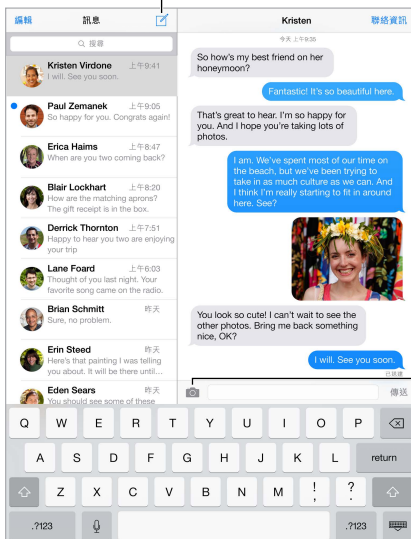 編輯
訊息
Kristen
聯絡資訊
搜尋
Kristen Virdone 上午9:41
I will. See you soon.
Paul Zemanek 上午9:05
So happy for you. Congrats again!
Erica Haims 上午8:47
When are you two coming back?
Blair Lockhart 上午8:20
How are the matching aprons?
The gift receipt is in the box.
Derrick Thornton 上午7:51
Happy to hear you two are enjoying
your trip
Lane Foard 上午6:03
Thought of you last night. Your
favorite song came on the radio.
Brian Schmitt 昨天
Sure, no problem.
Erin Steed 昨天
Here's that painting I was telling
you about. It will be there until…
Eden Sears 昨天
You should see some of these
今天 上午9:35
So how's my best friend on her
honeymoon?
Fantastic! It's so beautiful here.
That's great to hear. I'm so happy for
you. And I hope you're taking lots of
photos.
I am. We've spent most of our time on
the beach, but we've been trying to
take in as much culture as we can. And
I think I'm really starting to fit in around
here. See?
You look so cute! I can't wait to see the
other photos. Bring me back something
nice, OK?
I will. See you soon.
已送達
傳送
Q W E R T Y U I O P
A S D F G H J K L return
Z X C V B N M ! , ? .
.?123 .?123